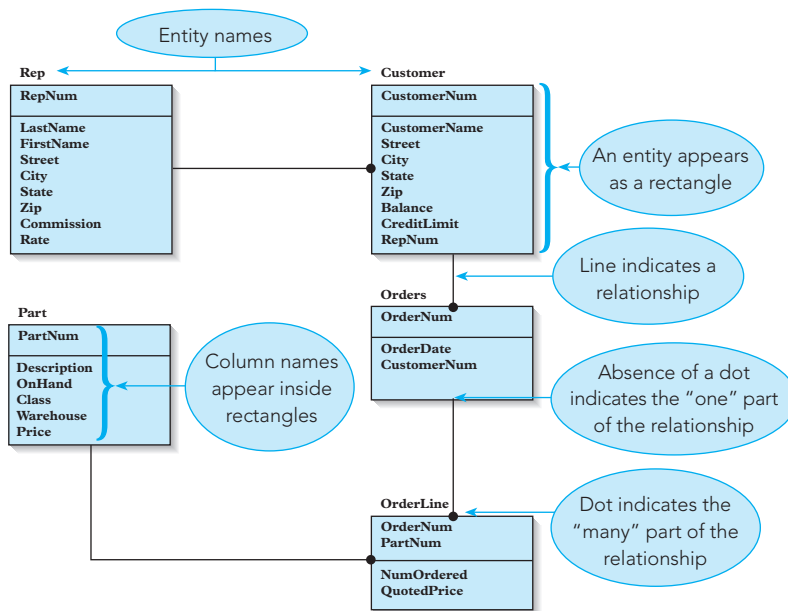 Entity names
Rep
RepNum
LastName
FirstName
Street
City
State
Zip
Commission
Rate
Customer
CustomerNum
CustomerName
Street
City
State
Zip
Balance
CreditLimit
RepNum
An entity appears
as a rectangle
Line indicates a
relationship
Orders
OrderNum
OrderDate
CustomerNum
Part
PartNum
Description
OnHand
Class
Warehouse
Price
Column names
appear inside
rectangles
Absence of a dot
indicates the “one” part
of the relationship
OrderLine
OrderNum
PartNum
NumOrdered
QuotedPrice
Dot indicates the
“many” part of the
relationship